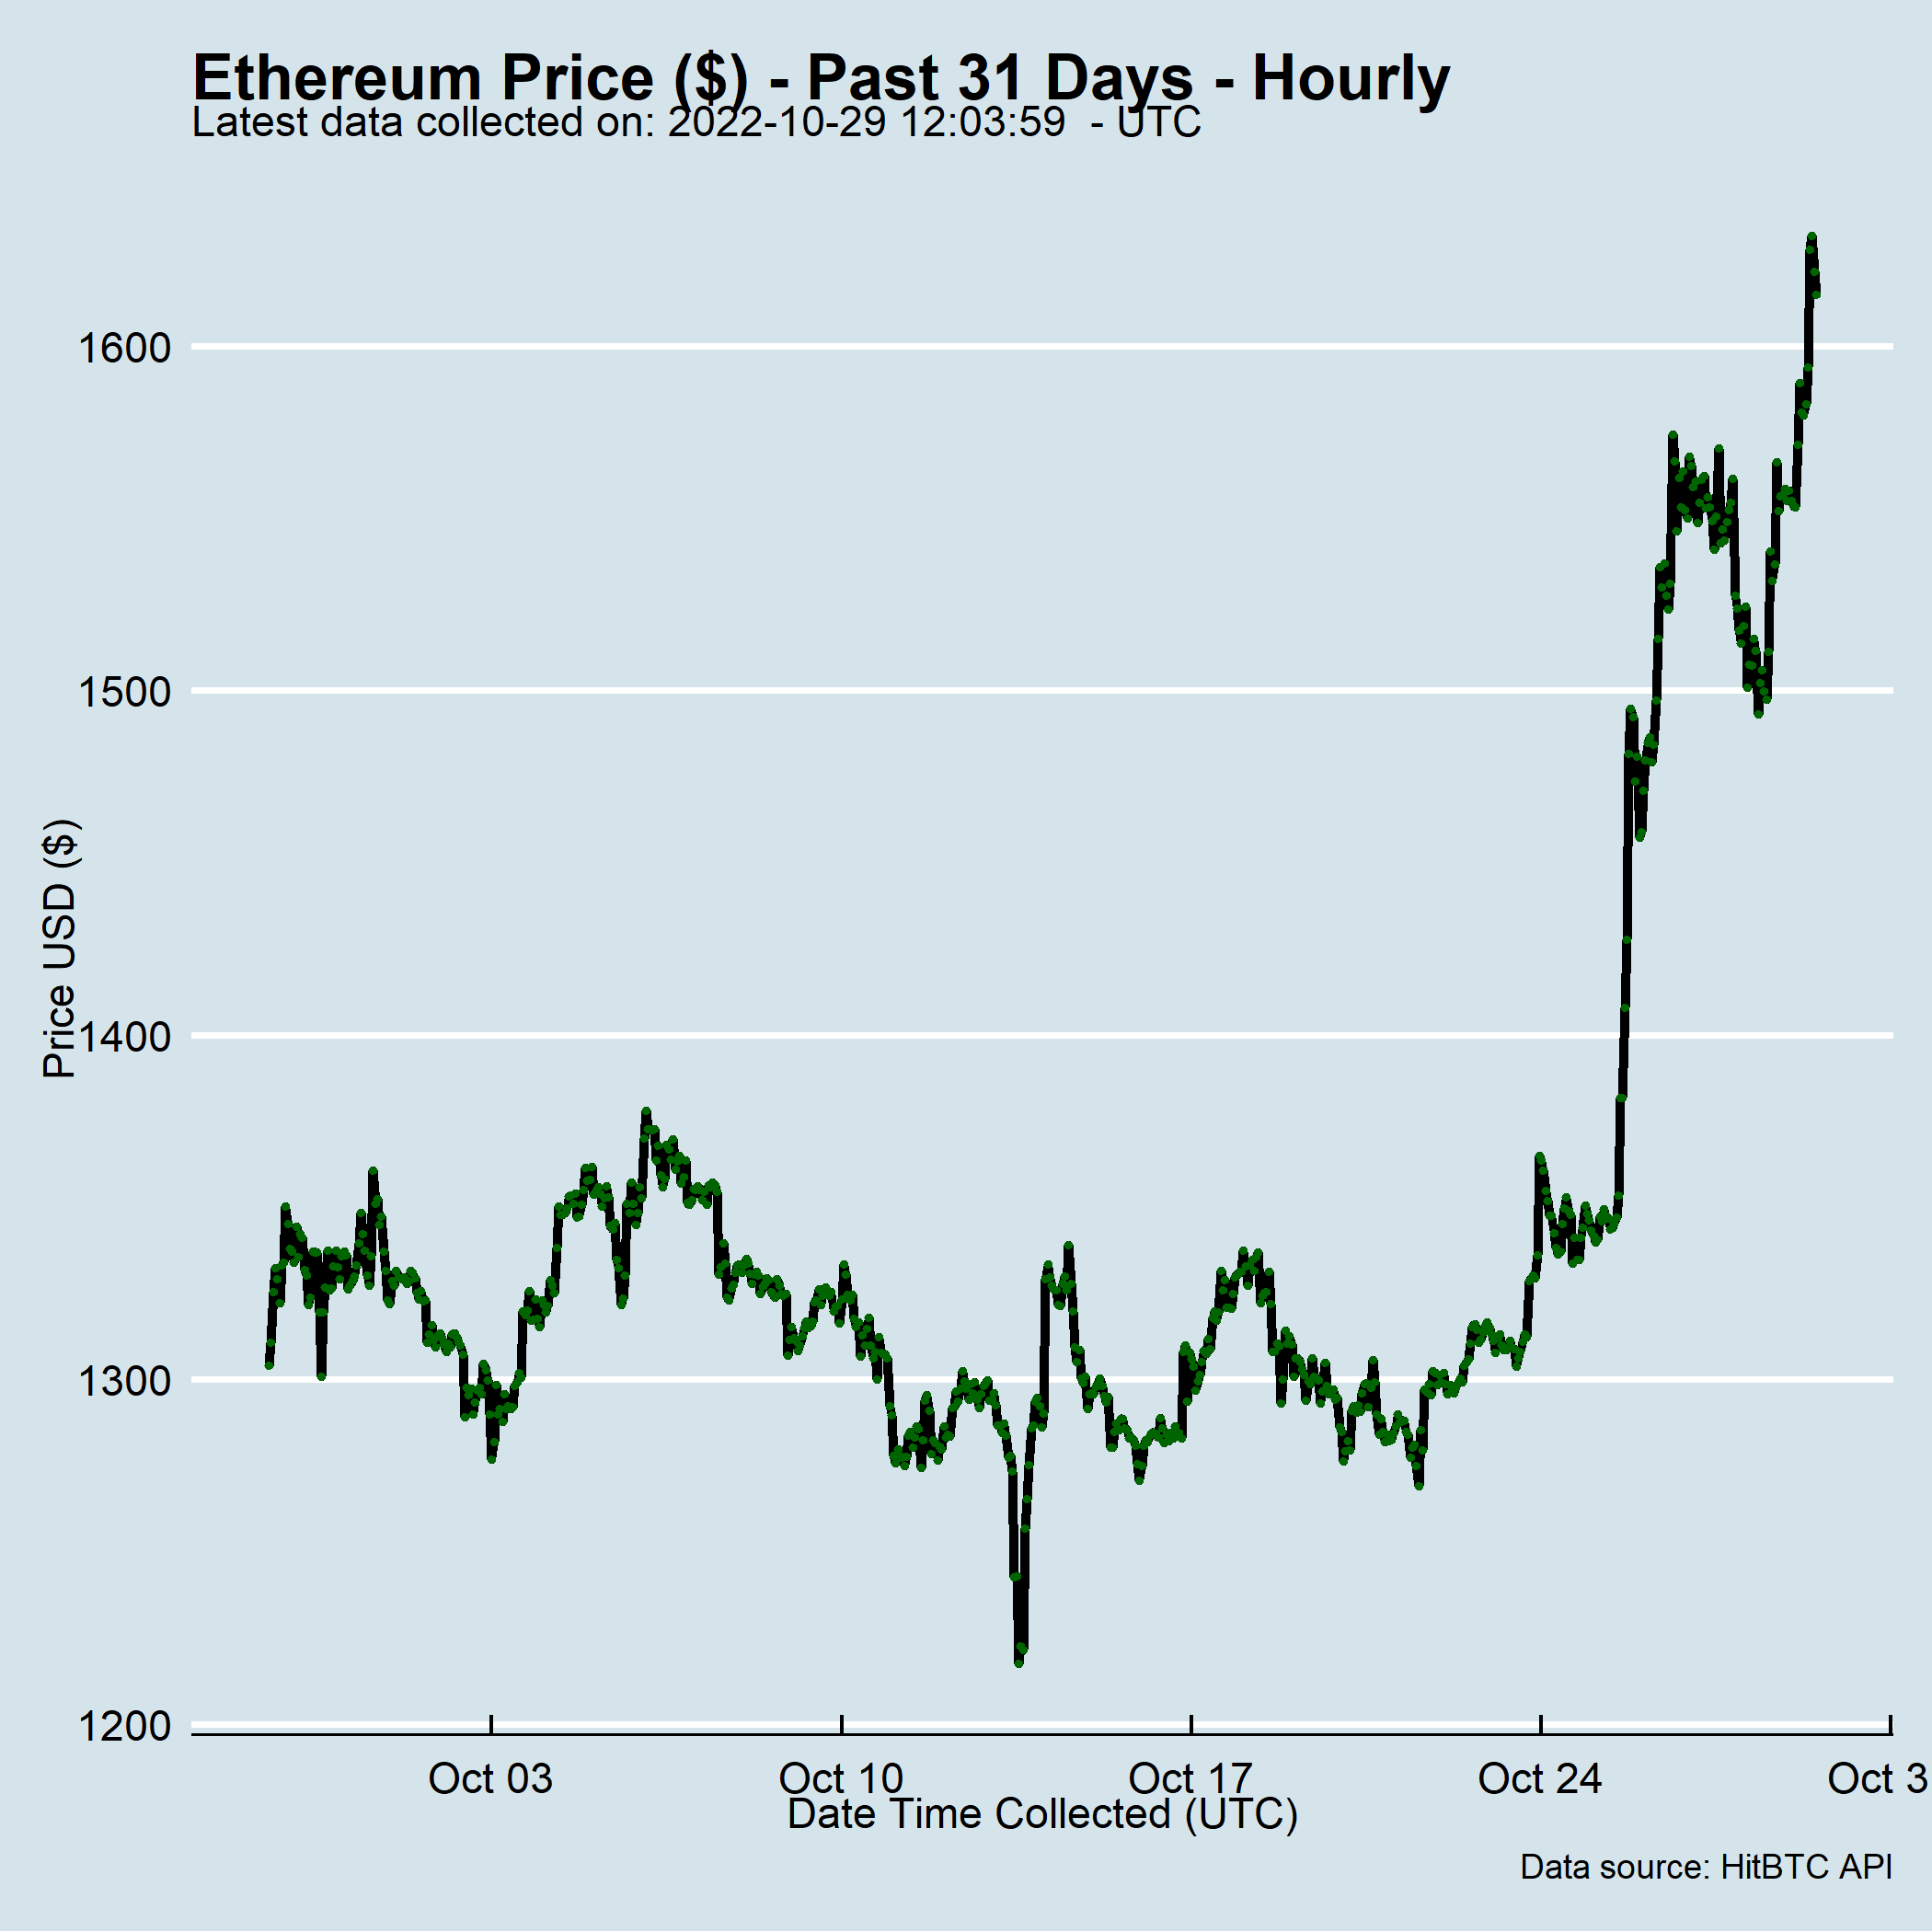 Ethereum Price ($) - Past 31 Days - Hourly
Latest data collected on: 2022-10-29 12:03:59  - UTC
1600
1500
1400
1300
1200
Price USD ($)
Oct 03
Oct 10
Oct 17
Oct 24
Oct 3
Date Time Collected (UTC)
Data source: HitBTC API